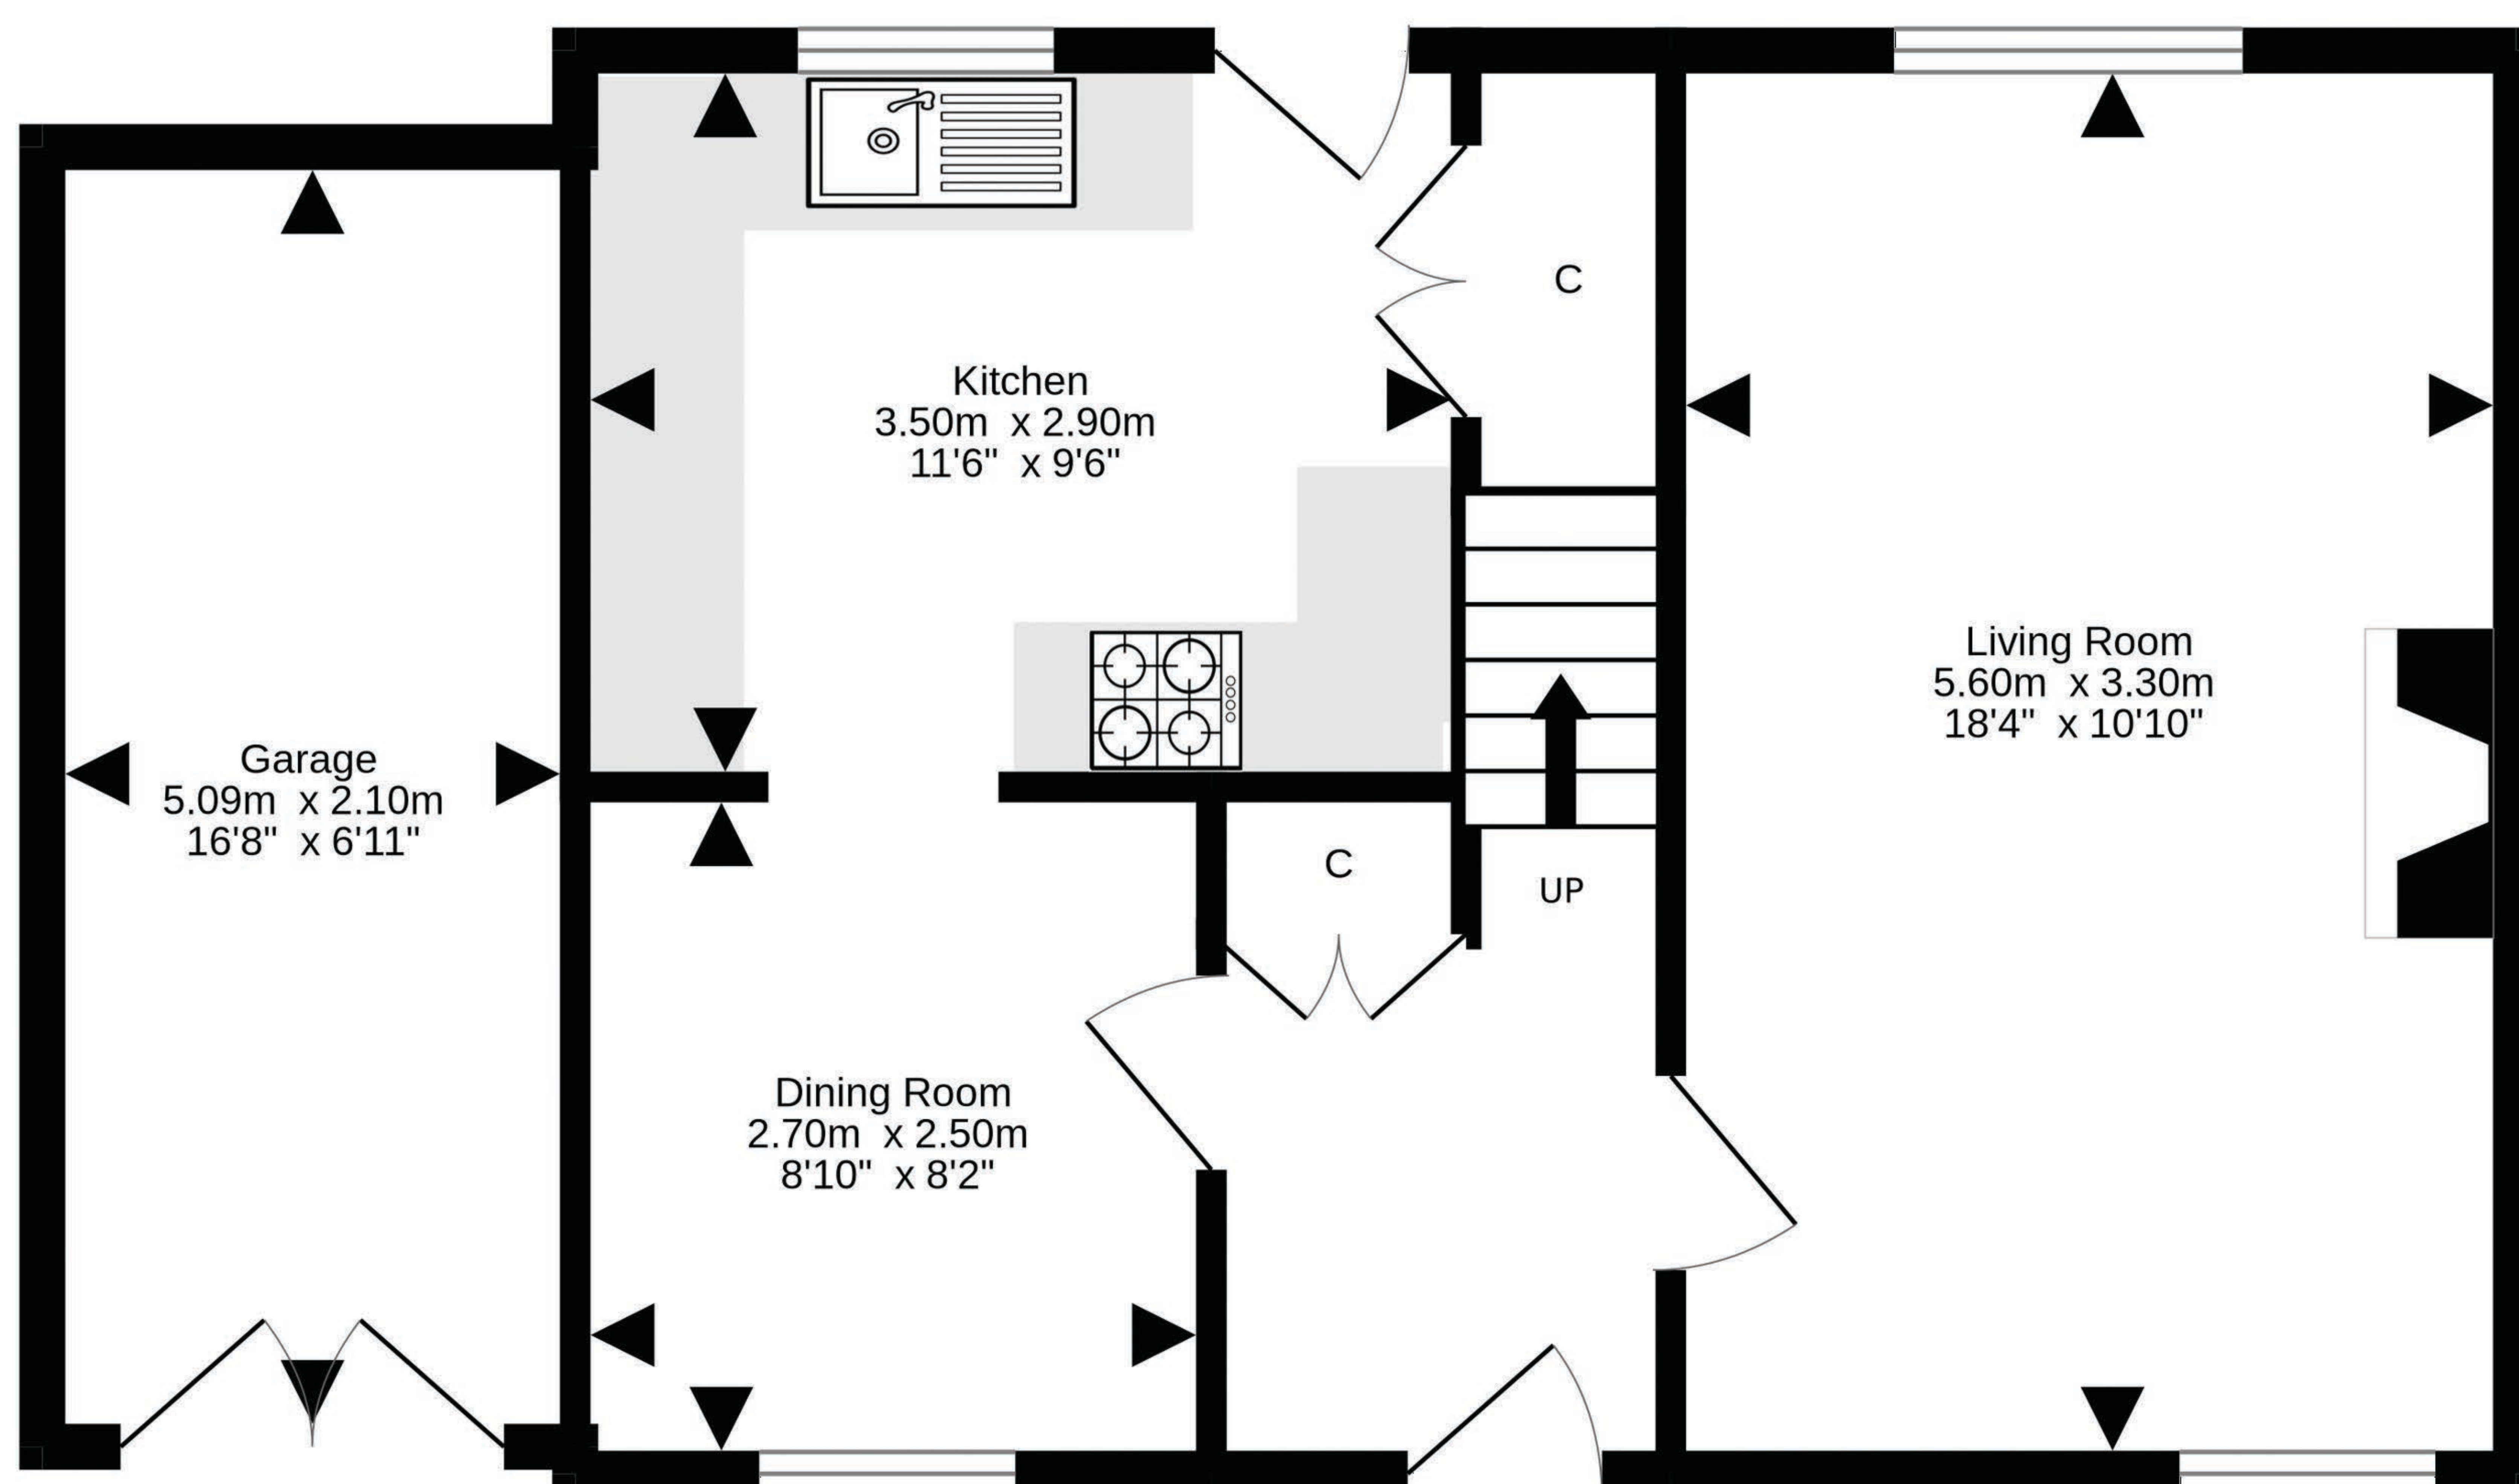 C
Kitchen
3.50m x 2.90m
11'6" x 9'6"
Living Room
5.60m x 3.30m
18'4" x 10'10"
Garage
5.09m x 2.10m
16'8" x 6'11"
C
UP
Dining Room
2.70m x 2.50m
8'10" x 8'2"